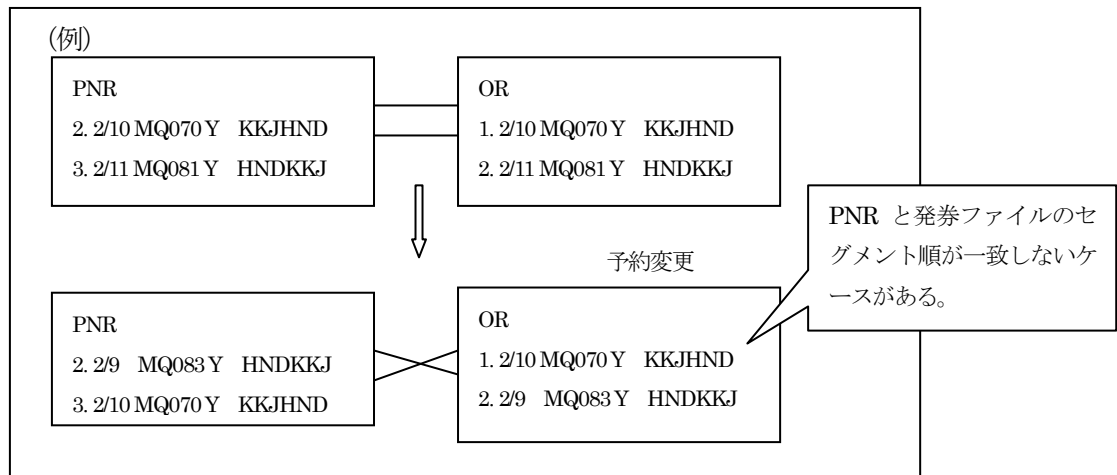 (例)
PNR
2. 2/10 MQ070 Y KKJHND
3. 2/11 MQ081 Y HNDKKJ
OR
1. 2/10 MQ070 Y KKJHND
2. 2/11 MQ081 Y HNDKKJ
予約変更
PNR と発券ファイルのセ
グメント順が一致しないケ
ースがある。
PNR
2. 2/9 MQ083 Y HNDKKJ
3. 2/10 MQ070 Y KKJHND
OR
1. 2/10 MQ070 Y KKJHND
2. 2/9 MQ083 Y HNDKKJ